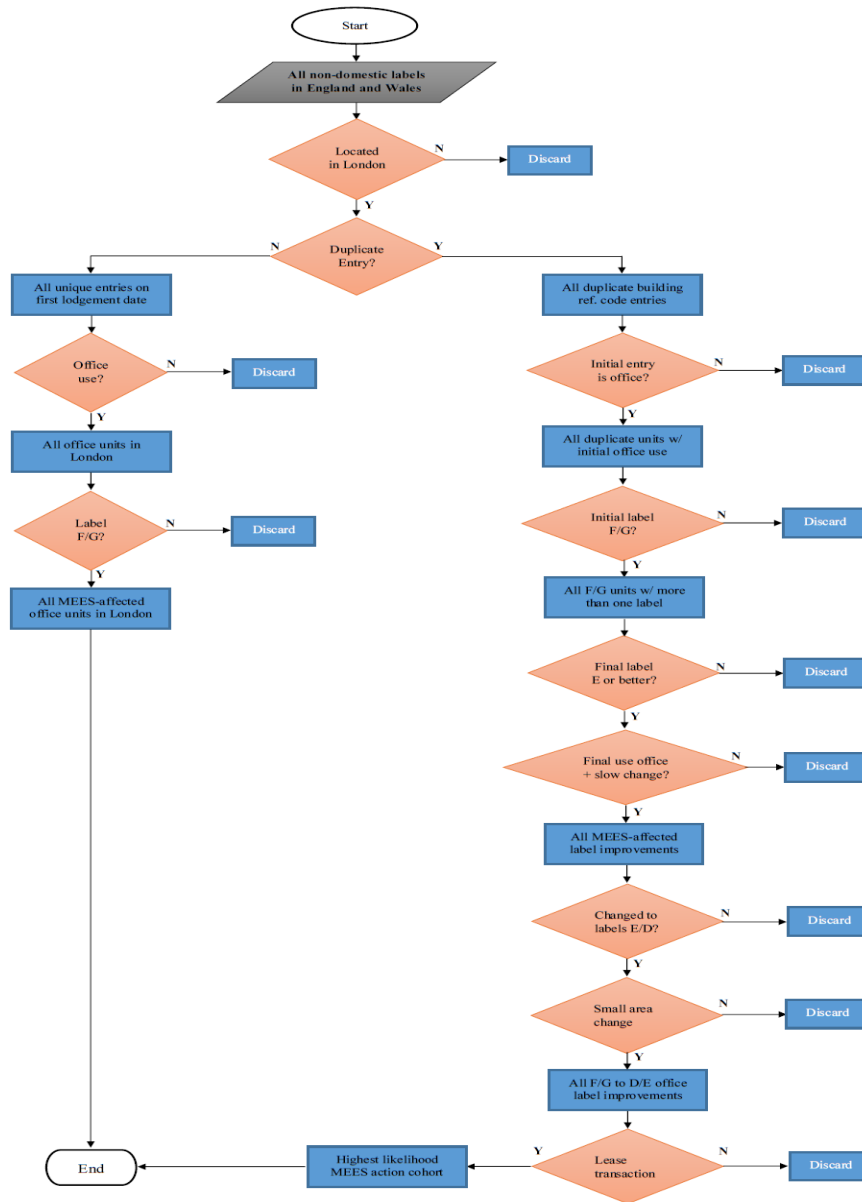 Start
All non-domestic labels
in England and Wales
Located
in London
N
Discard
Y
Duplicate
Entry?
N
Y
All unique entries on
first lodgement date
Office
use?
N
Discard
Y
All office units in
London
Label
F/G?
N
Discard
Y
All MEES-affected
office units in London
All duplicate building
ref. code entries
Initial entry
is office?
N
Discard
Y
All duplicate units w/
initial office use
Initial label
F/G?
N
Discard
Y
All F/G units w/ more
than one label
Final label
E or better?
N
Discard
Y
Final use office
+ slow change?
N
Discard
Y
All MEES-affected
label improvements
Changed to
labels E/D?
N
Discard
Y
Small area
change
N
Discard
Y
All F/G to D/E office
label improvements
Lease
transaction
N
Discard
Y
Highest likelihood
MEES action cohort
End